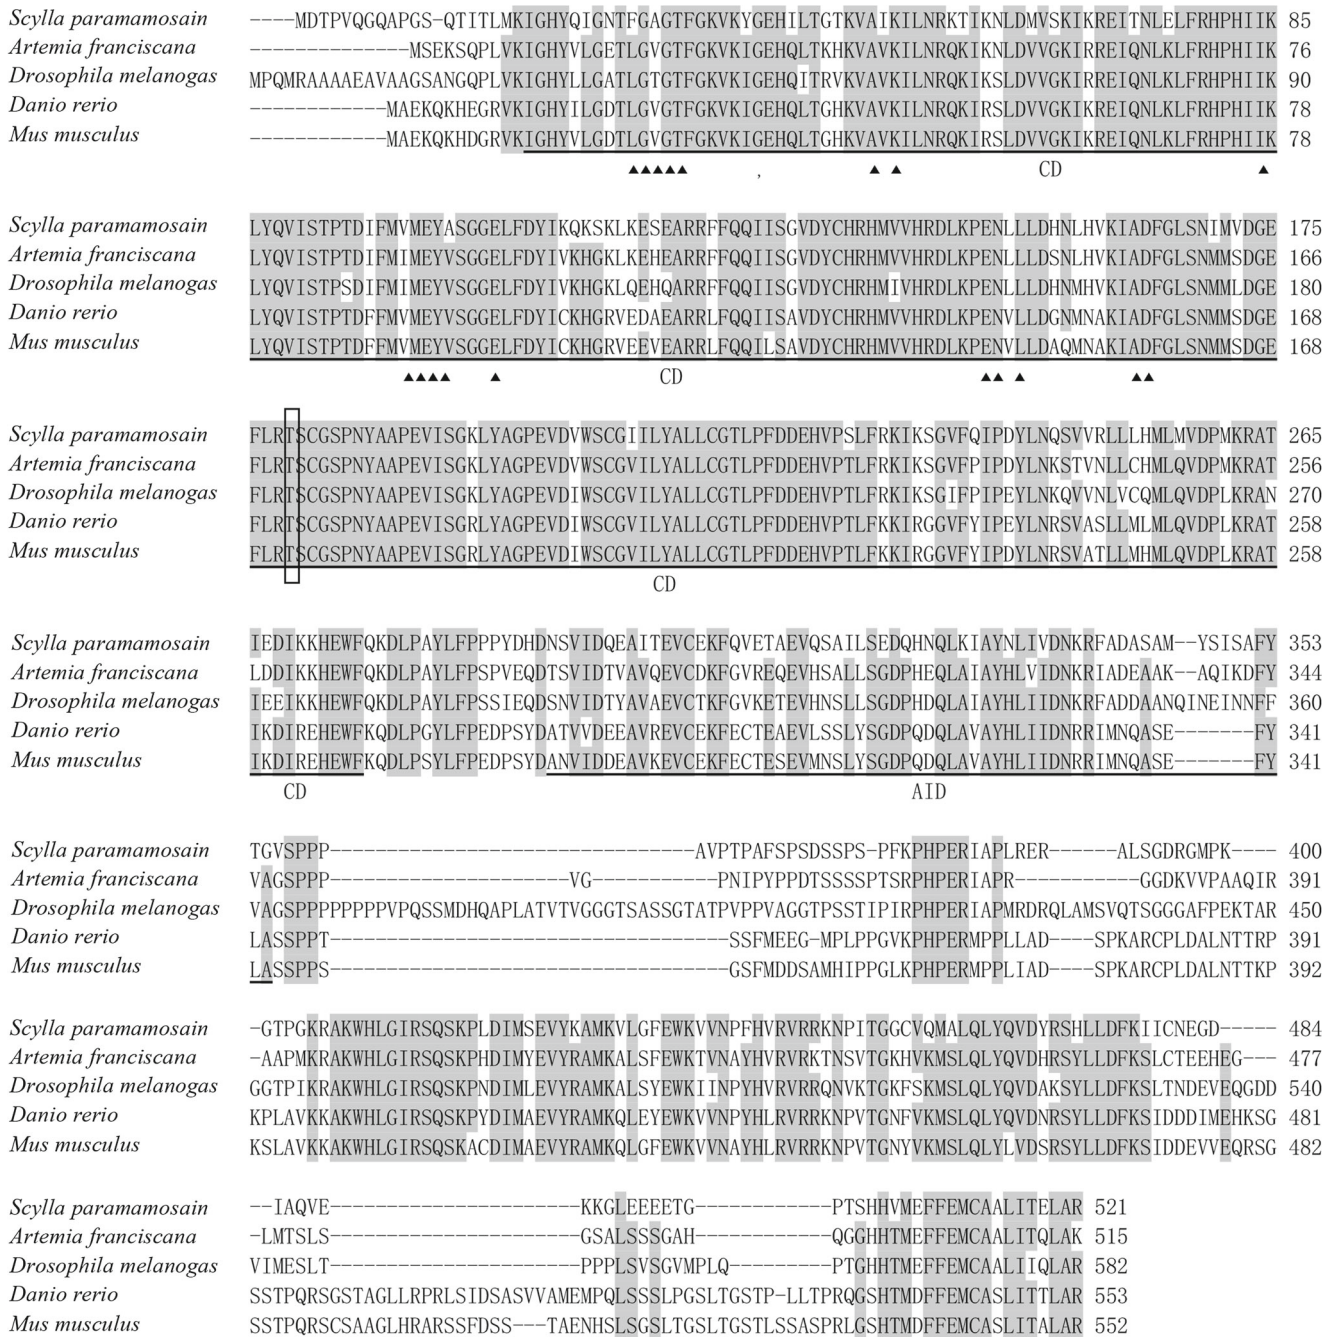 Scylla paramamosain ----MDTPVQGQAPGS-QTITLMKIGHYQIGNTFGAGTFGKVKYGEHILTGTKVAIKILNRKTIKNLDMVSKIKREITNLELFRHPHIIK 85
Artemia franciscana --------------MSEKSQPLVKIGHYVLGETLGVGTFGKVKIGEHQLTKHKVAVKILNRQKIKNLDVVGKIRREIQNLKLFRHPHIIK 76
Drosophila melanogas MPQMRAAAAEAVAAGSANGQPLVKIGHYLLGATLGTGTFGKVKIGEHQITRVKVAVKILNRQKIKSLDVVGKIRREIQNLKLFRHPHIIK 90
Danio rerio ------------MAEKQKHEGRVKIGHYILGDTLGVGTFGKVKIGEHQLTGHKVAVKILNRQKIRSLDVVGKIKREIQNLKLFRHPHIIK 78
Mus musculus ------------MAEKQKHDGRVKIGHYVLGDTLGVGTFGKVKIGEHQLTGHKVAVKILNRQKIRSLDVVGKIKREIQNLKLFRHPHIIK 78
▲▲▲▲▲ , ▲ ▲ CD ▲
Scylla paramamosain LYQVISTPTDIFMVMEYASGGELFDYIKQKSKLKESEARRFFQQIISGVDYCHRHMVVHRDLKPENLLLDHNLHVKIADFGLSNIMVDGE 175
Artemia franciscana LYQVISTPTDIFMIMEYVSGGELFDYIVKHGKLKEHEARRFFQQIISGVDYCHRHMVVHRDLKPENLLLDSNLHVKIADFGLSNMMSDGE 166
Drosophila melanogas LYQVISTPSDIFMIMEYVSGGELFDYIVKHGKLQEHQARRFFQQIISGVDYCHRHMIVHRDLKPENLLLDHNMHVKIADFGLSNMMLDGE 180
Danio rerio LYQVISTPTDFFMVMEYVSGGELFDYICKHGRVEDAEARRLFQQIISAVDYCHRHMVVHRDLKPENVLLDGNMNAKIADFGLSNMMSDGE 168
Mus musculus LYQVISTPTDFFMVMEYVSGGELFDYICKHGRVEEVEARRLFQQILSAVDYCHRHMVVHRDLKPENVLLDAQMNAKIADFGLSNMMSDGE 168
▲▲▲▲ ▲ CD ▲▲ ▲ ▲▲
Scylla paramamosain FLRTSCGSPNYAAPEVISGKLYAGPEVDVWSCGIILYALLCGTLPFDDEHVPSLFRKIKSGVFQIPDYLNQSVVRLLLHMLMVDPMKRAT 265
Artemia franciscana FLRTSCGSPNYAAPEVISGKLYAGPEVDVWSCGVILYALLCGTLPFDDEHVPTLFRKIKSGVFPIPDYLNKSTVNLLCHMLQVDPMKRAT 256
Drosophila melanogas FLRTSCGSPNYAAPEVISGKLYAGPEVDIWSCGVILYALLCGTLPFDDEHVPTLFRKIKSGIFPIPEYLNKQVVNLVCQMLQVDPLKRAN 270
Danio rerio FLRTSCGSPNYAAPEVISGRLYAGPEVDIWSCGVILYALLCGTLPFDDEHVPTLFKKIRGGVFYIPEYLNRSVASLLMLMLQVDPLKRAT 258
Mus musculus FLRTSCGSPNYAAPEVISGRLYAGPEVDIWSCGVILYALLCGTLPFDDEHVPTLFKKIRGGVFYIPDYLNRSVATLLMHMLQVDPLKRAT 258
CD
Scylla paramamosain IEDIKKHEWFQKDLPAYLFPPPYDHDNSVIDQEAITEVCEKFQVETAEVQSAILSEDQHNQLKIAYNLIVDNKRFADASAM--YSISAFY 353
Artemia franciscana LDDIKKHEWFQKDLPAYLFPSPVEQDTSVIDTVAVQEVCDKFGVREQEVHSALLSGDPHEQLAIAYHLVIDNKRIADEAAK--AQIKDFY 344
Drosophila melanogas IEEIKKHEWFQKDLPAYLFPSSIEQDSNVIDTYAVAEVCTKFGVKETEVHNSLLSGDPHDQLAIAYHLIIDNKRFADDAANQINEINNFF 360
Danio rerio IKDIREHEWFKQDLPGYLFPEDPSYDATVVDEEAVREVCEKFECTEAEVLSSLYSGDPQDQLAVAYHLIIDNRRIMNQASE-------FY 341
Mus musculus IKDIREHEWFKQDLPSYLFPEDPSYDANVIDDEAVKEVCEKFECTESEVMNSLYSGDPQDQLAVAYHLIIDNRRIMNQASE-------FY 341
CD AID
Scylla paramamosain TGVSPPP--------------------------------AVPTPAFSPSDSSPS-PFKPHPERIAPLRER------ALSGDRGMPK---- 400
Artemia franciscana VAGSPPP---------------------VG-----------PNIPYPPDTSSSSPTSRPHPERIAPR-----------GGDKVVPAAQIR 391
Drosophila melanogas VAGSPPPPPPPPVPQSSMDHQAPLATVTVGGGTSASSGTATPVPPVAGGTPSSTIPIRPHPERIAPMRDRQLAMSVQTSGGGAFPEKTAR 450
Danio rerio LASSPPT-----------------------------------SSFMEEG-MPLPPGVKPHPERMPPLLAD----SPKARCPLDALNTTRP 391
Mus musculus LASSPPS-----------------------------------GSFMDDSAMHIPPGLKPHPERMPPLIAD----SPKARCPLDALNTTKP 392
Scylla paramamosain -GTPGKRAKWHLGIRSQSKPLDIMSEVYKAMKVLGFEWKVVNPFHVRVRRKNPITGGCVQMALQLYQVDYRSHLLDFKIICNEGD----- 484
Artemia franciscana -AAPMKRAKWHLGIRSQSKPHDIMYEVYRAMKALSFEWKTVNAYHVRVRKTNSVTGKHVKMSLQLYQVDHRSYLLDFKSLCTEEHEG--- 477
Drosophila melanogas GGTPIKRAKWHLGIRSQSKPNDIMLEVYRAMKALSYEWKIINPYHVRVRRQNVKTGKFSKMSLQLYQVDAKSYLLDFKSLTNDEVEQGDD 540
Danio rerio KPLAVKKAKWHLGIRSQSKPYDIMAEVYRAMKQLEYEWKVVNPYHLRVRRKNPVTGNFVKMSLQLYQVDNRSYLLDFKSIDDDIMEHKSG 481
Mus musculus KSLAVKKAKWHLGIRSQSKACDIMAEVYRAMKQLGFEWKVVNAYHLRVRRKNPVTGNYVKMSLQLYLVDSRSYLLDFKSIDDEVVEQRSG 482
Scylla paramamosain --IAQVE----------------------KKGLEEEETG------------PTSHHVMEFFEMCAALITELAR 521
Artemia franciscana -LMTSLS----------------------GSALSSSGAH------------QGGHHTMEFFEMCAALITQLAK 515
Drosophila melanogas VIMESLT----------------------PPPLSVSGVMPLQ---------PTGHHTMEFFEMCAALIIQLAR 582
Danio rerio SSTPQRSGSTAGLLRPRLSIDSASVVAMEMPQLSSSLPGSLTGSTP-LLTPRQGSHTMDFFEMCASLITTLAR 553
Mus musculus SSTPQRSCSAAGLHRARSSFDSS---TAENHSLSGSLTGSLTGSTLSSASPRLGSHTMDFFEMCASLITALAR 552